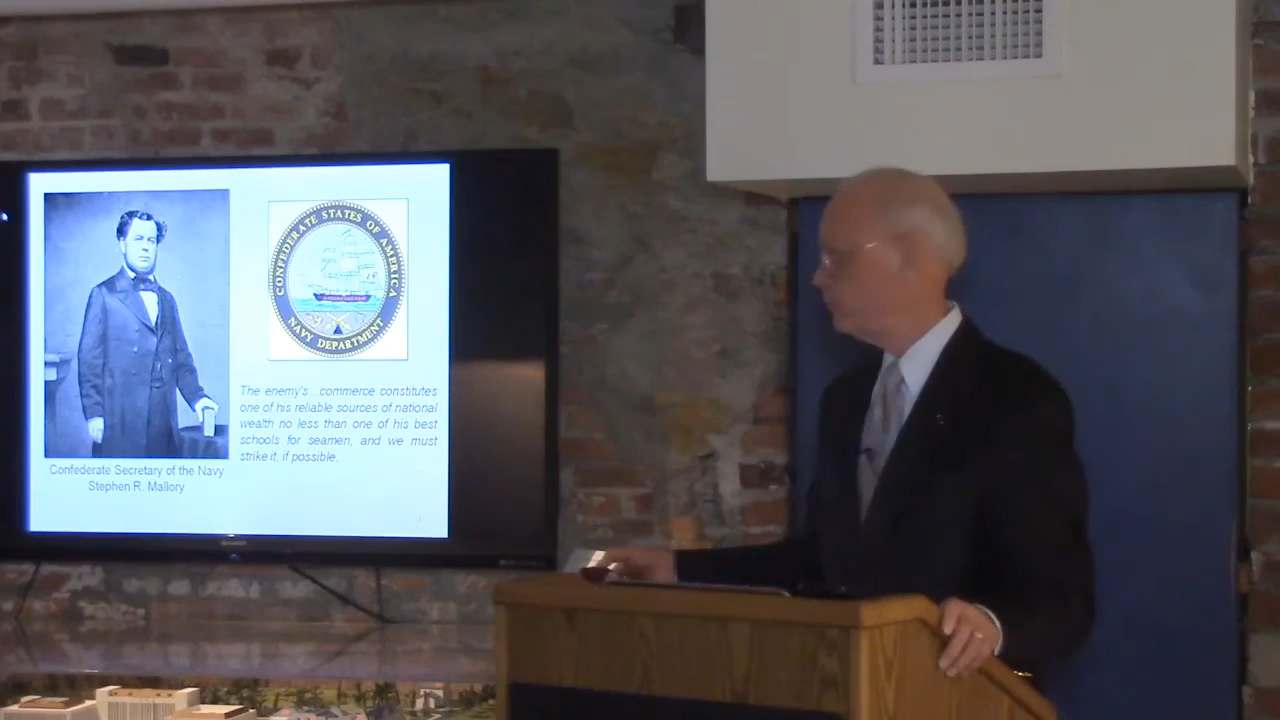 CONFEDERATE STATES OF AMERICA
NAVY DEPARTMENT
The enemy's...commerce constitutes
one of his reliable sources of national
wealth no less than one of his best
schools for seamen, and we must
strike it, if possible.
Confederate Secretary of the Navy
Stephen R. Mallory